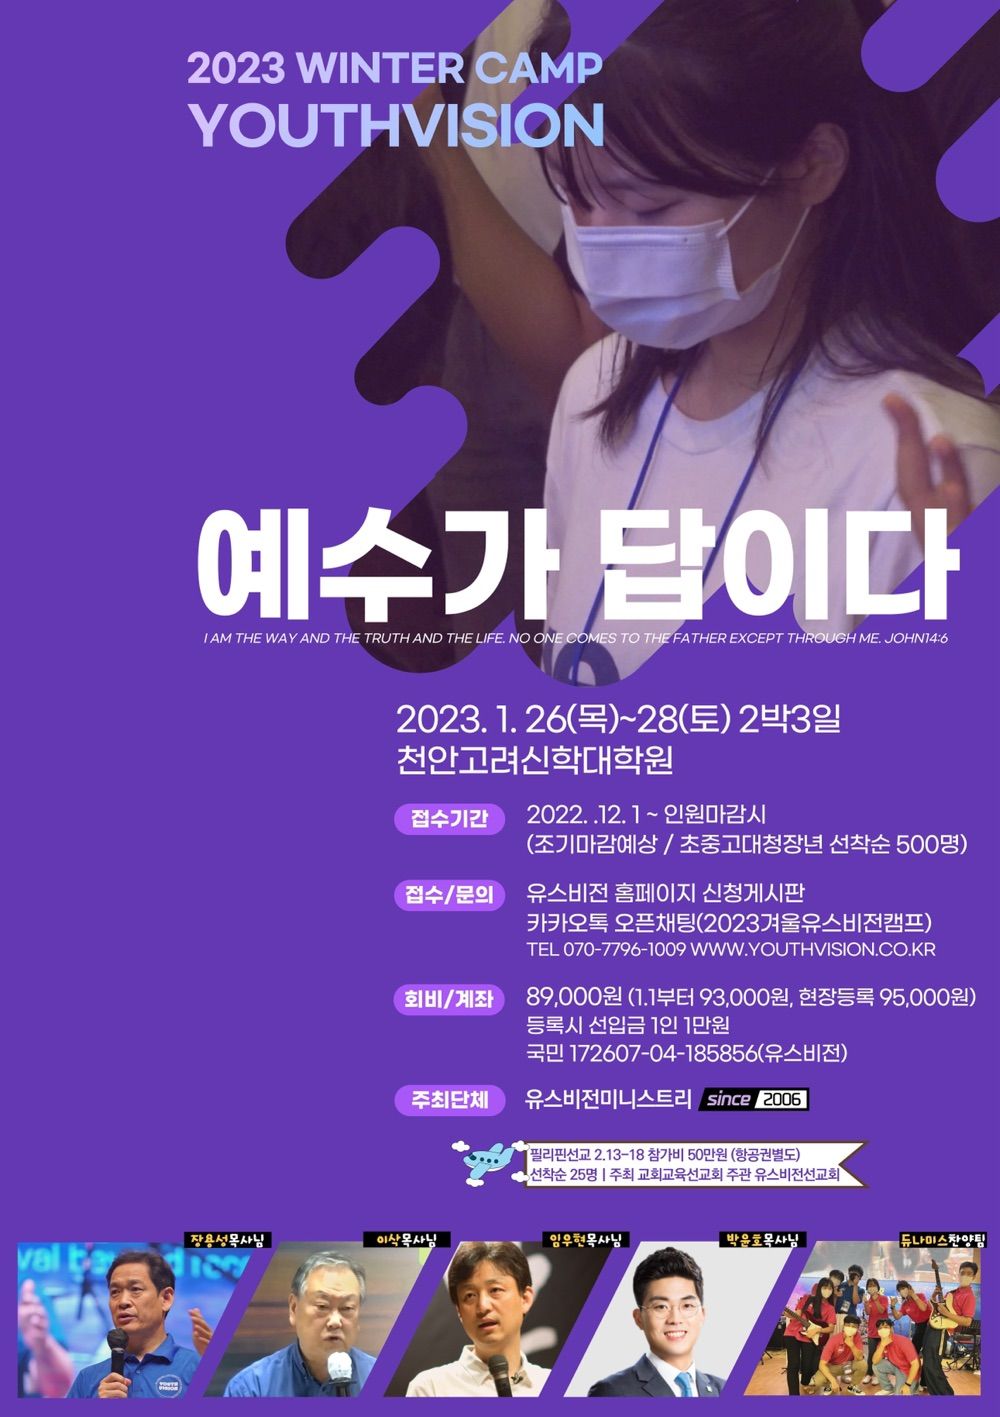 2023 WINTER CAMP
YOUTHVISION
예수가 답이다
I AM THE WAY AND THE TRUTH AND THE LIFE. NO ONE COMES TO THE FATHER EXCEPT THROUGH ME. JOHN14:6
2023. 1. 26(목)~28(토) 2박3일
천안고려신학대학원
접수기간
2022. .12. 1 ~ 인원마감시
(조기마감예상 / 초중고대청장년 선착순 500명)
접수/문의
유스비전 홈페이지 신청게시판
카카오톡 오픈채팅(2023겨울유스비전캠프)
TEL 070-7796-1009 WWW.YOUTHVISION.CO.KR
회비/계좌
89,000원 (1.1부터 93,000원, 현장등록 95,000원)
등록시 선입금 1인 1만원
국민 172607-04-185856(유스비전)
주최단체
유스비전미니스트리 since 2006
필리핀선교 2.13-18 참가비 50만원 (항공권별도)
선착순 25명 | 주최 교회교육선교회 주관 유스비전선교회
장용성목사님
이삭목사님
임우현목사님
박윤호목사님
듀나미스찬양팀
YOUTH
VISION